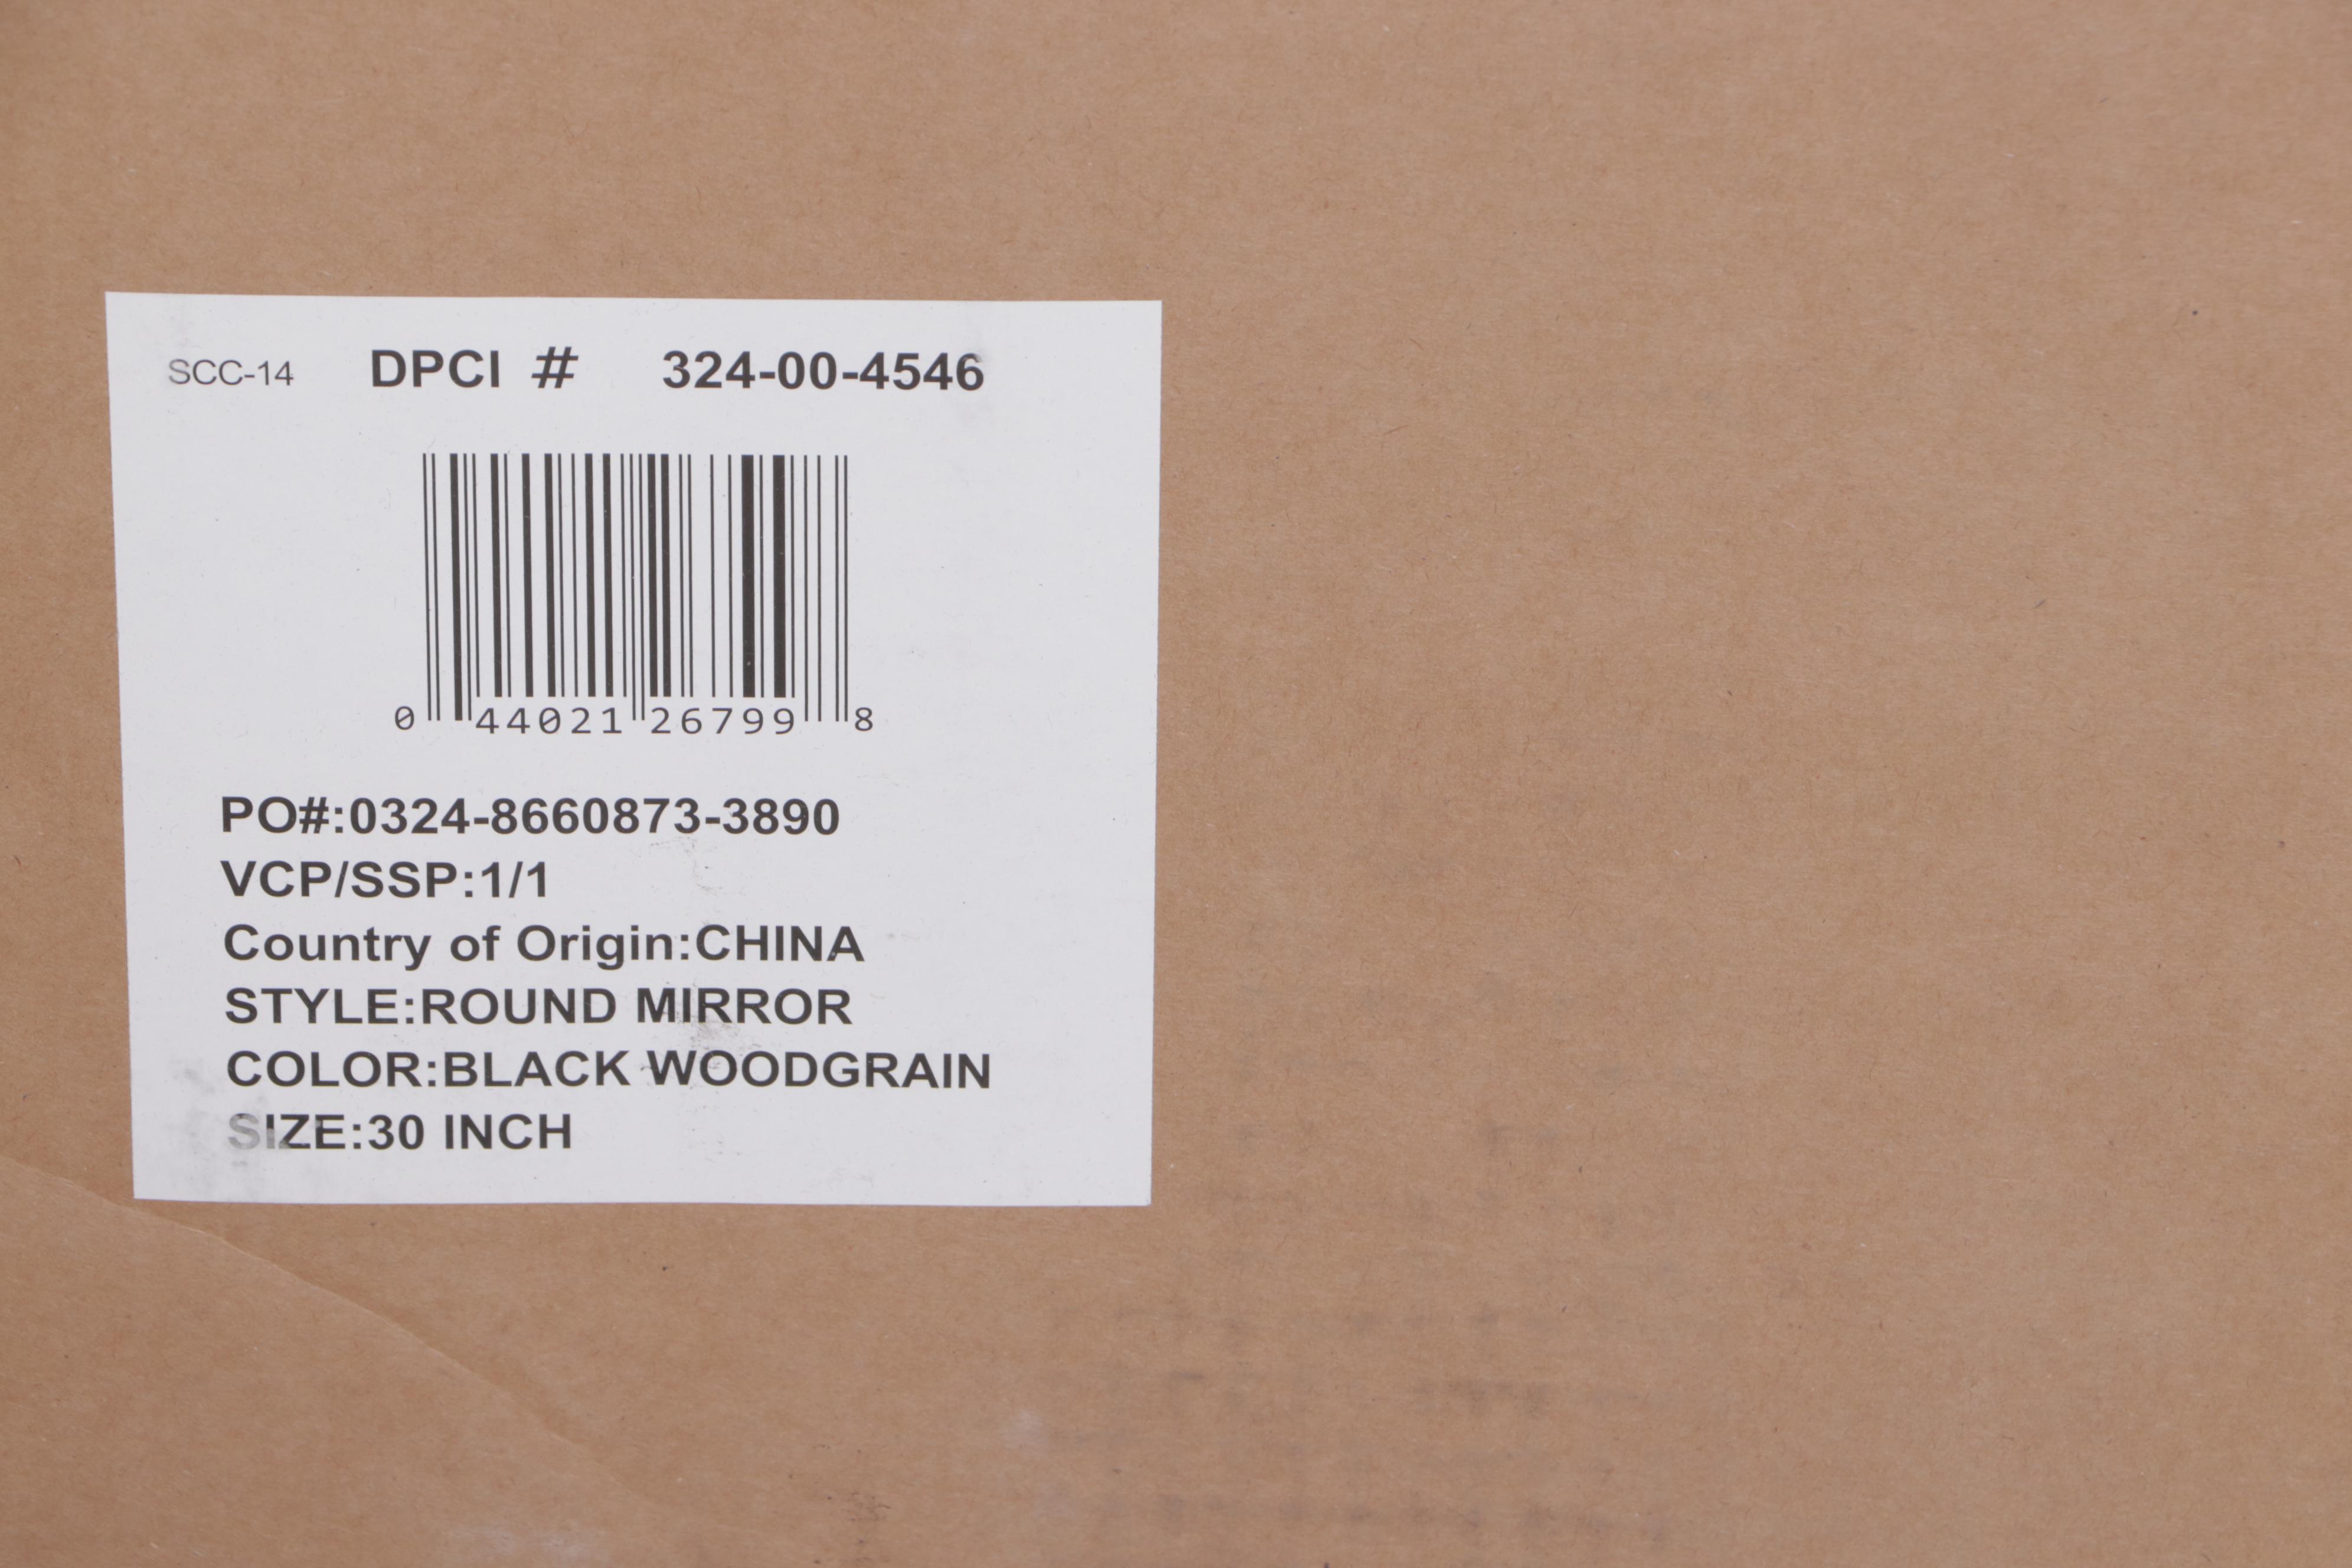 SCC-14 DPCI # 324-00-4546
0 44021 26799 8
PO#:0324-8660873-3890
VCP/SSP:1/1
Country of Origin:CHINA
STYLE:ROUND MIRROR
COLOR:BLACK WOODGRAIN
SIZE:30 INCH